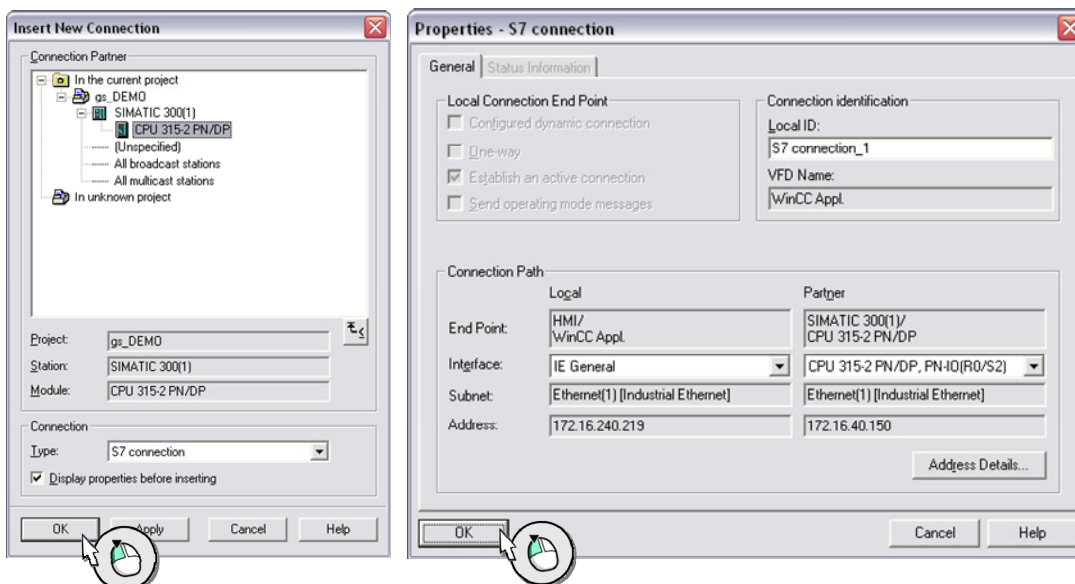 Insert New Connection
Connection Partner
In the current project
gs_DEMO
SIMATIC 300(1)
CPU 315-2 PN/DP
(Unspecified)
All broadcast stations
All multicast stations
In unknown project
Project: gs_DEMO
Station: SIMATIC 300(1)
Module: CPU 315-2 PN/DP
Connection
Type: S7 connection
Display properties before inserting
OK Apply Cancel Help
Properties - S7 connection
General Status Information
Local Connection End Point
Configured dynamic connection
One-way
Establish an active connection
Send operating mode messages
Connection identification
Local ID:
S7 connection_1
VFD Name:
WinCC Appl.
Connection Path
Local Partner
End Point: HMI/ SIMATIC 300(1)/
WinCC Appl. CPU 315-2 PN/DP
Interface: IE General CPU 315-2 PN/DP, PN-IO(R0/S2)
Subnet: Ethernet(1) [Industrial Ethernet] Ethernet(1) [Industrial Ethernet]
Address: 172.16.240.219 172.16.40.150
Address Details...
OK Cancel Help